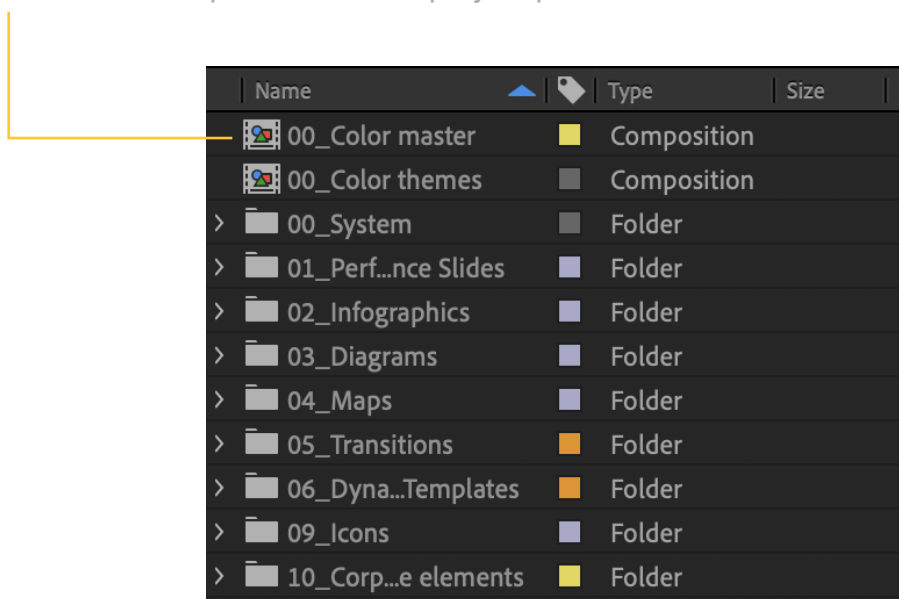 Name Type Size
00_Color master Composition
00_Color themes Composition
00_System Folder
01_Perf...nce Slides Folder
02_Infographics Folder
03_Diagrams Folder
04_Maps Folder
05_Transitions Folder
06_Dyna...Templates Folder
09_Icons Folder
10_Corp...e elements Folder